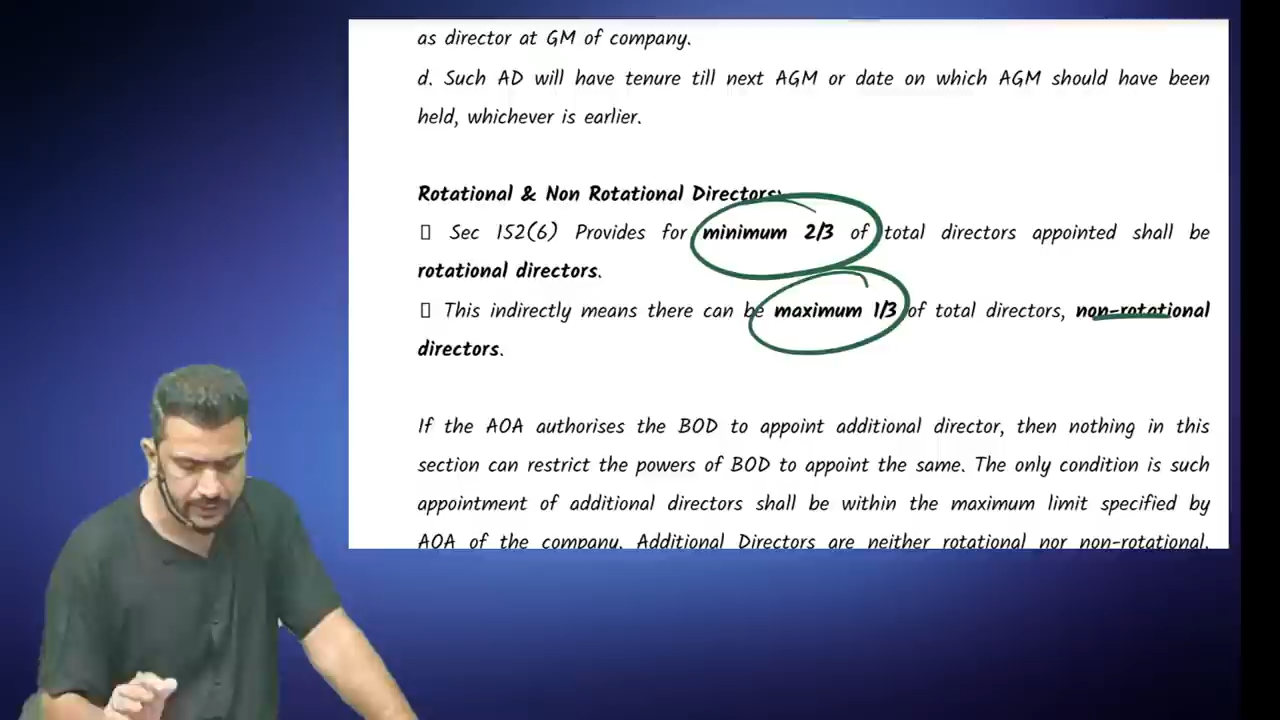 as director at GM of company.
d. Such AD will have tenure till next AGM or date on which AGM should have been
held, whichever is earlier.
Rotational & Non Rotational Directors:
▯ Sec 152(6) Provides for minimum 2/3 of total directors appointed shall be
rotational directors.
▯ This indirectly means there can be maximum 1/3 of total directors, non-rotational
directors.
If the AOA authorises the BOD to appoint additional director, then nothing in this
section can restrict the powers of BOD to appoint the same. The only condition is such
appointment of additional directors shall be within the maximum limit specified by
AOA of the company. Additional Directors are neither rotational nor non-rotational.